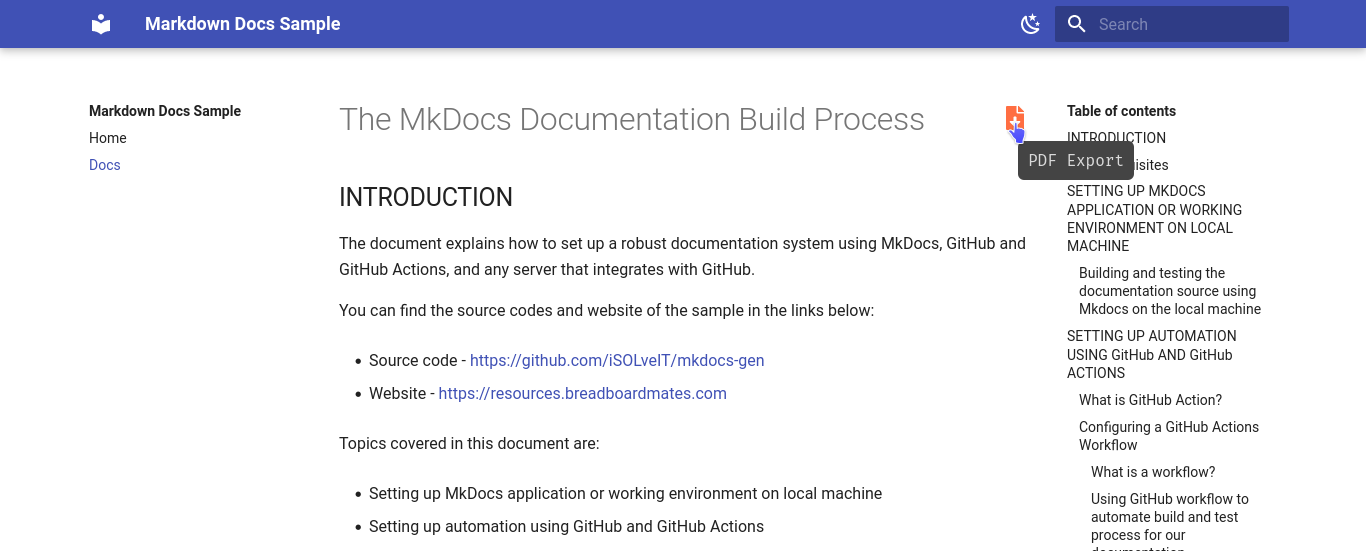 Markdown Docs Sample
Search
Markdown Docs Sample
Home
Docs
The MkDocs Documentation Build Process
PDF Export
INTRODUCTION
The document explains how to set up a robust documentation system using MkDocs, GitHub and
GitHub Actions, and any server that integrates with GitHub.
You can find the source codes and website of the sample in the links below:
• Source code - https://github.com/iSOLveIT/mkdocs-gen
• Website - https://resources.breadboardmates.com
Topics covered in this document are:
• Setting up MkDocs application or working environment on local machine
• Setting up automation using GitHub and GitHub Actions
Table of contents
INTRODUCTION
SETTING UP MKDOCS
APPLICATION OR WORKING
ENVIRONMENT ON LOCAL
MACHINE
Building and testing the
documentation source using
Mkdocs on the local machine
SETTING UP AUTOMATION
USING GitHub AND GitHub
ACTIONS
What is GitHub Action?
Configuring a GitHub Actions
Workflow
What is a workflow?
Using GitHub workflow to
automate build and test
process for our